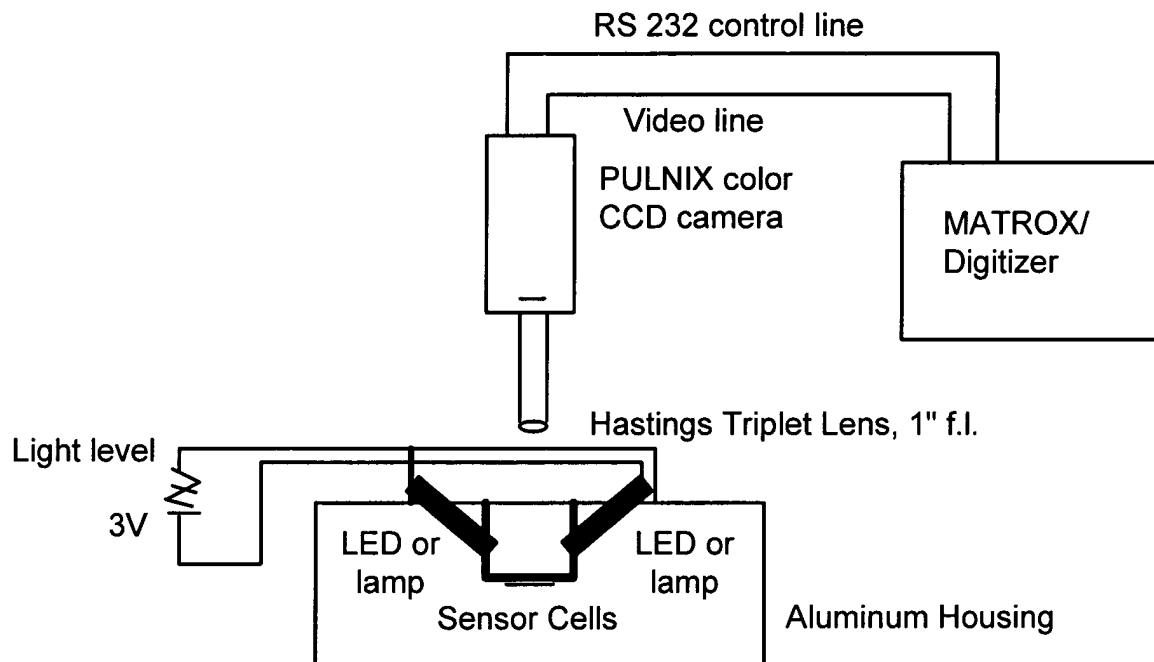 RS 232 control line
Video line
PULNIX color
CCD camera
MATROX/
Digitizer
Hastings Triplet Lens, 1" f.l.
Light level
3V
LED or
lamp
LED or
lamp
Sensor Cells
Aluminum Housing